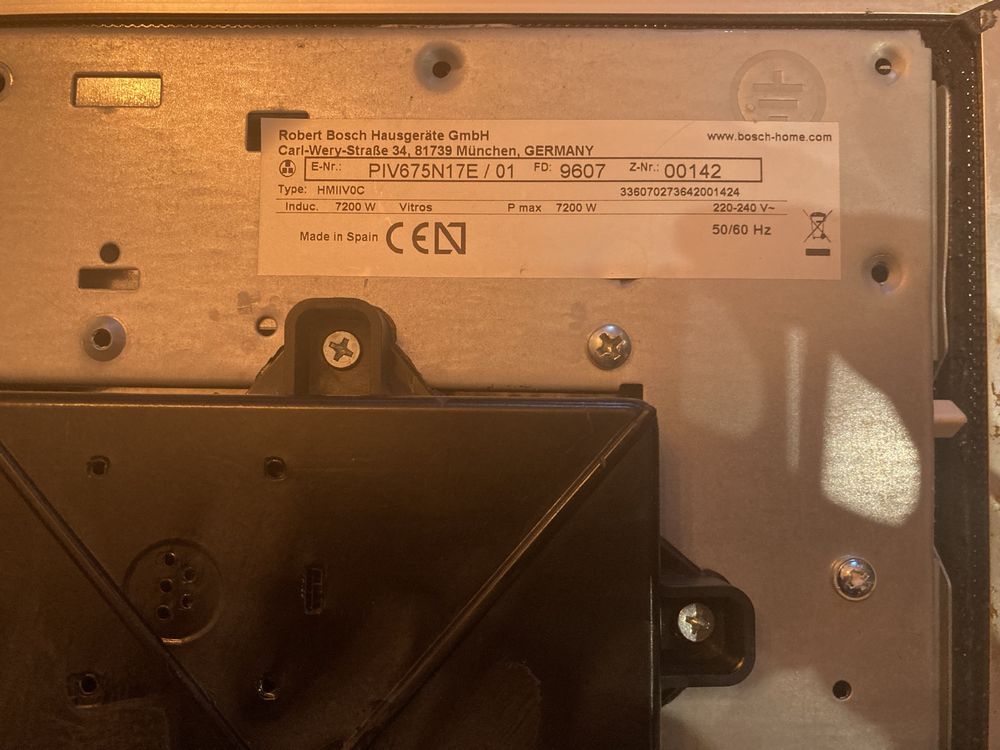 Robert Bosch Hausgeräte GmbH www.bosch-home.com
Carl-Wery-Straße 34, 81739 München, GERMANY
E-Nr.: PIV675N17E / 01 FD: 9607 Z-Nr.: 00142
Type: HMIIV0C 336070273642001424
Induc. 7200 W Vitros P max 7200 W 220-240 V~
Made in Spain CE N 50/60 Hz